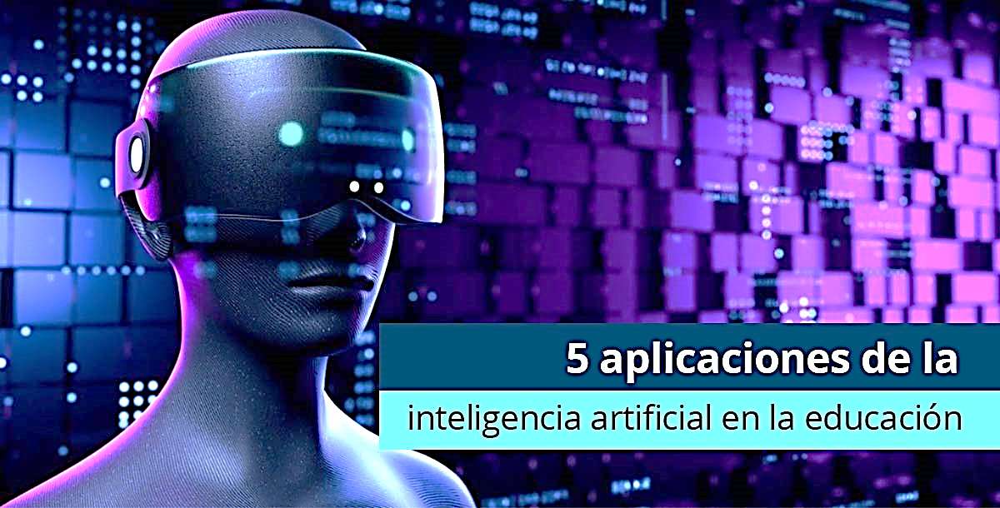 5 aplicaciones de la
inteligencia artificial en la educación